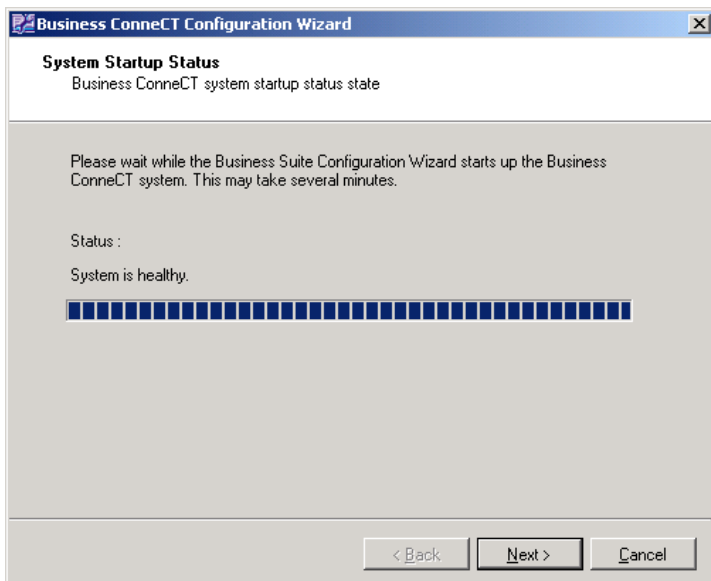 Business ConneCT Configuration Wizard
System Startup Status
Business ConneCT system startup status state
Please wait while the Business Suite Configuration Wizard starts up the Business
ConneCT system. This may take several minutes.
Status :
System is healthy.
< Back
Next >
Cancel